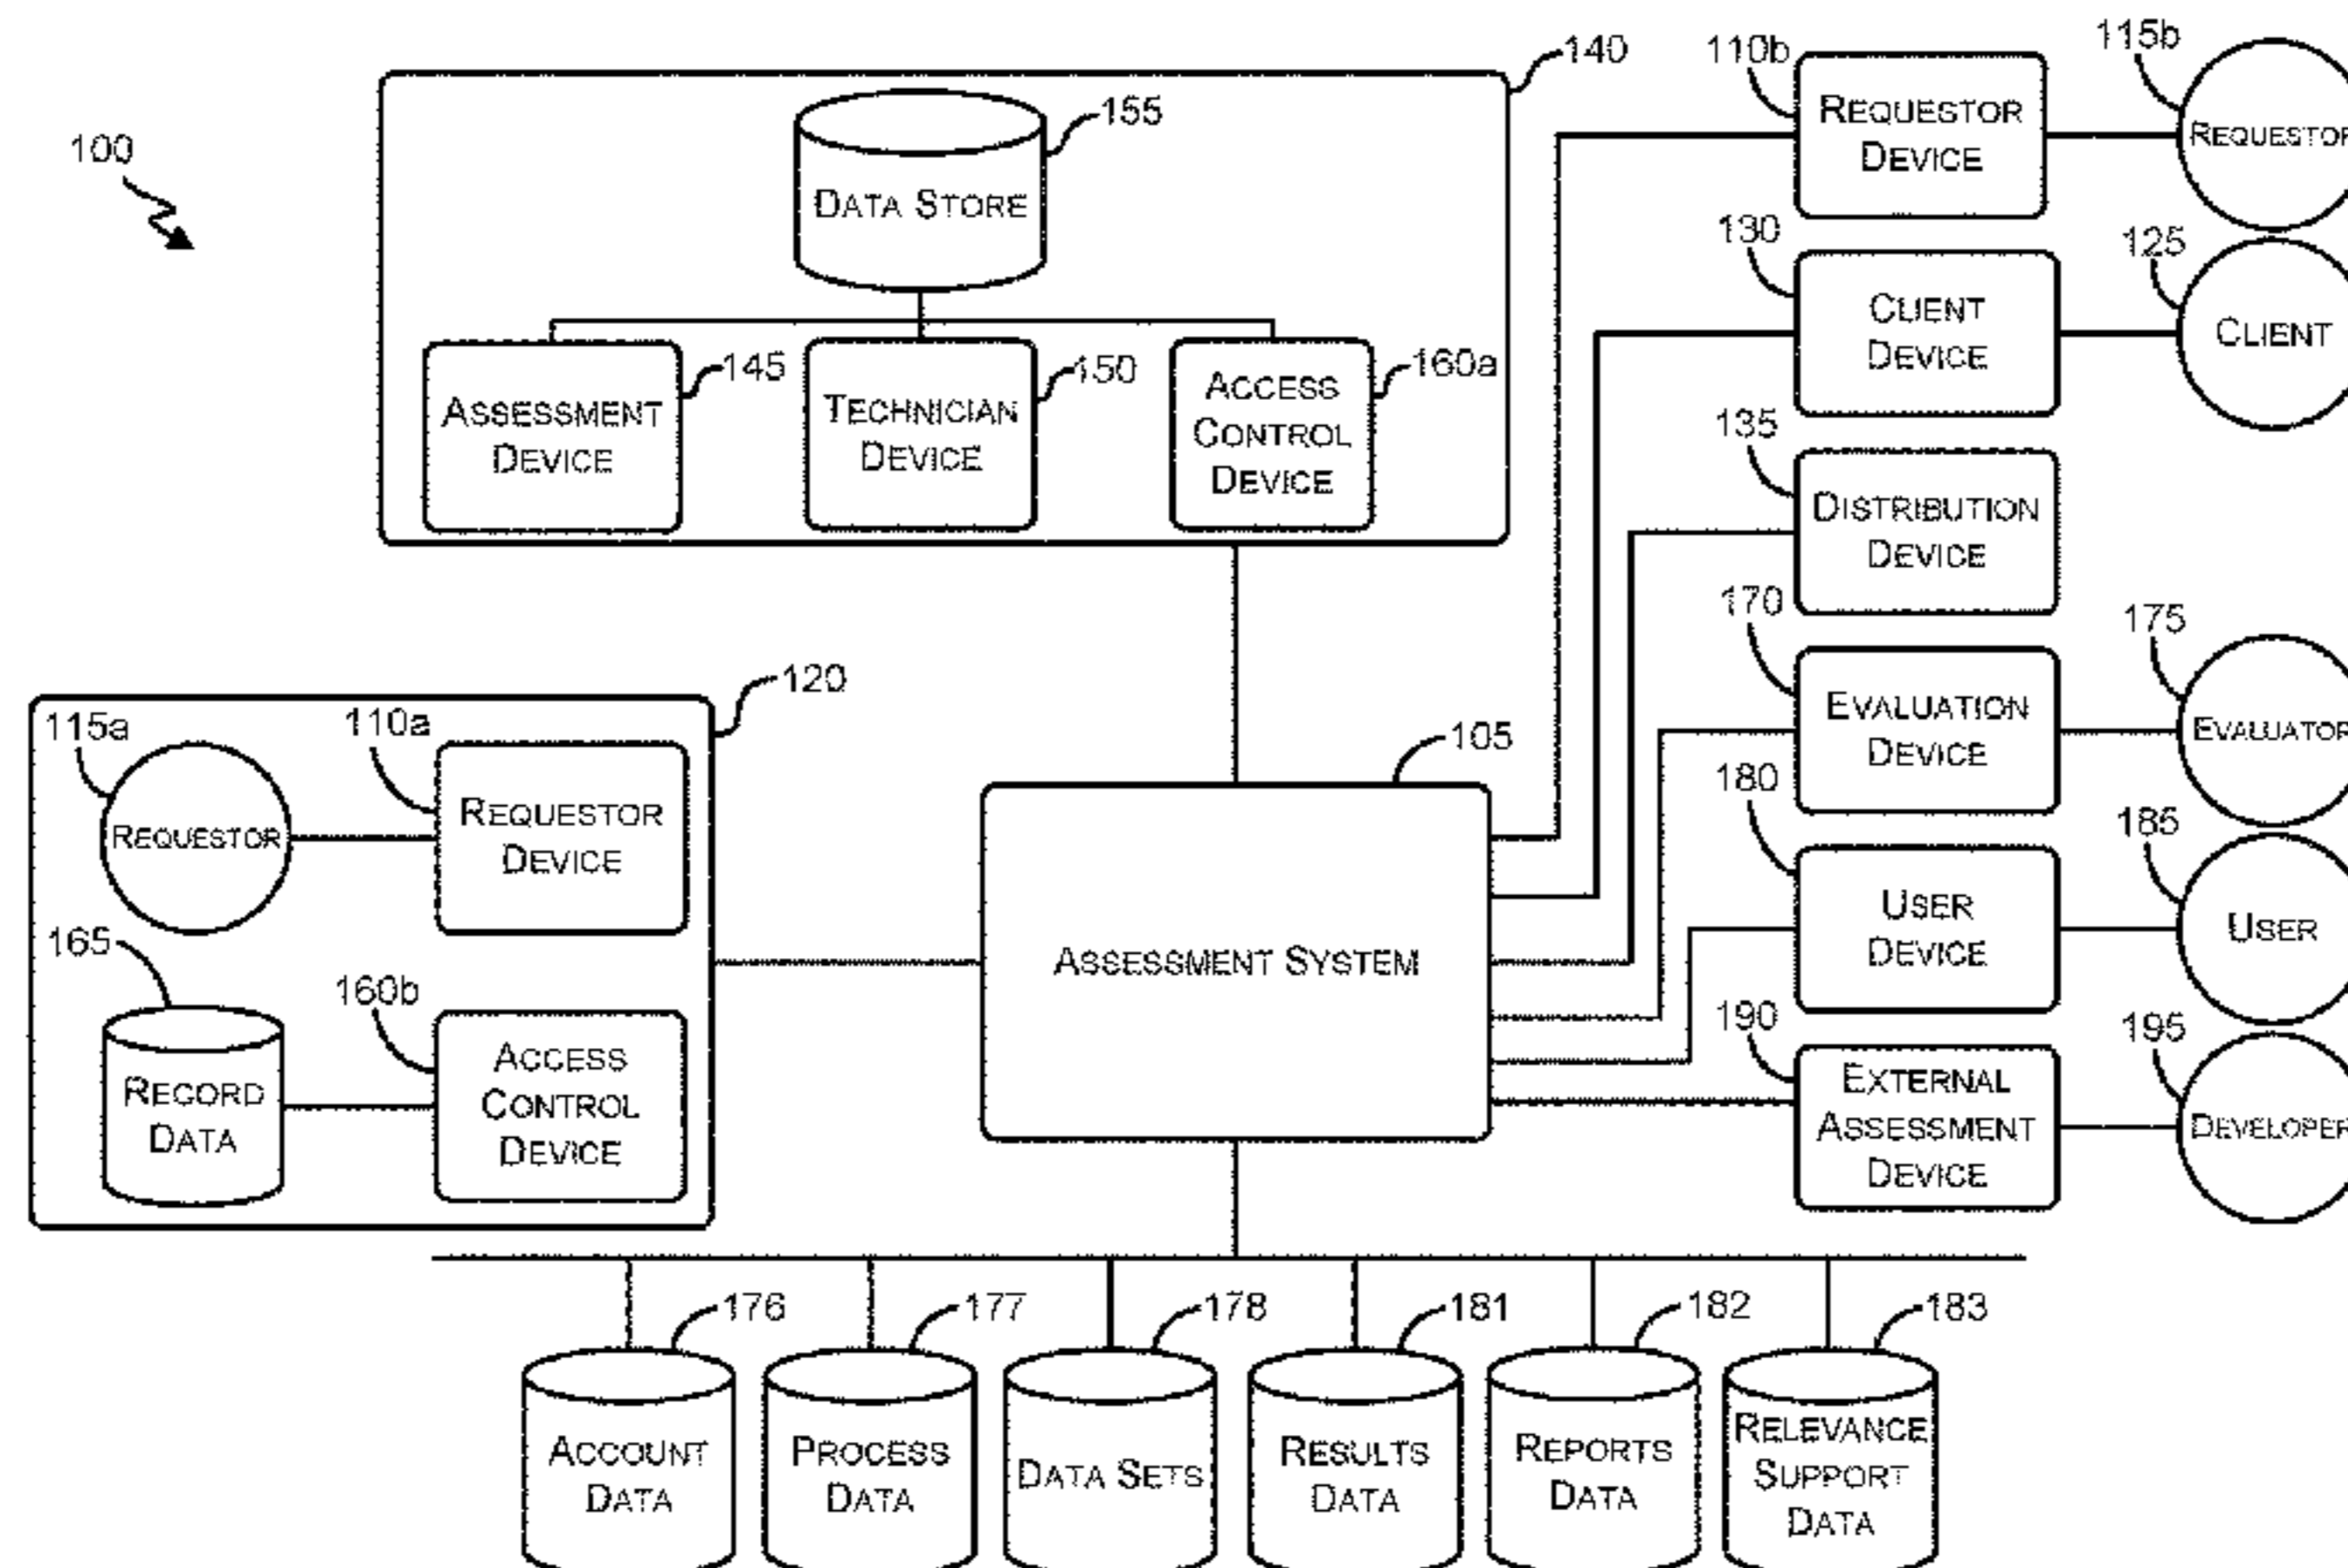 100
140
155
DATA STORE
145
ASSESSMENT
DEVICE
150
TECHNICIAN
DEVICE
160a
ACCESS
CONTROL
DEVICE
110b
REQUESTOR
DEVICE
115b
REQUESTOR
130
CLIENT
DEVICE
125
CLIENT
135
DISTRIBUTION
DEVICE
170
EVALUATION
DEVICE
175
EVALUATOR
180
USER
DEVICE
185
USER
190
EXTERNAL
ASSESSMENT
DEVICE
195
DEVELOPER
120
115a
REQUESTOR
110a
REQUESTOR
DEVICE
165
RECORD
DATA
160b
ACCESS
CONTROL
DEVICE
105
ASSESSMENT SYSTEM
176
ACCOUNT
DATA
177
PROCESS
DATA
178
DATA SETS
181
RESULTS
DATA
182
REPORTS
DATA
183
RELEVANCE
SUPPORT
DATA